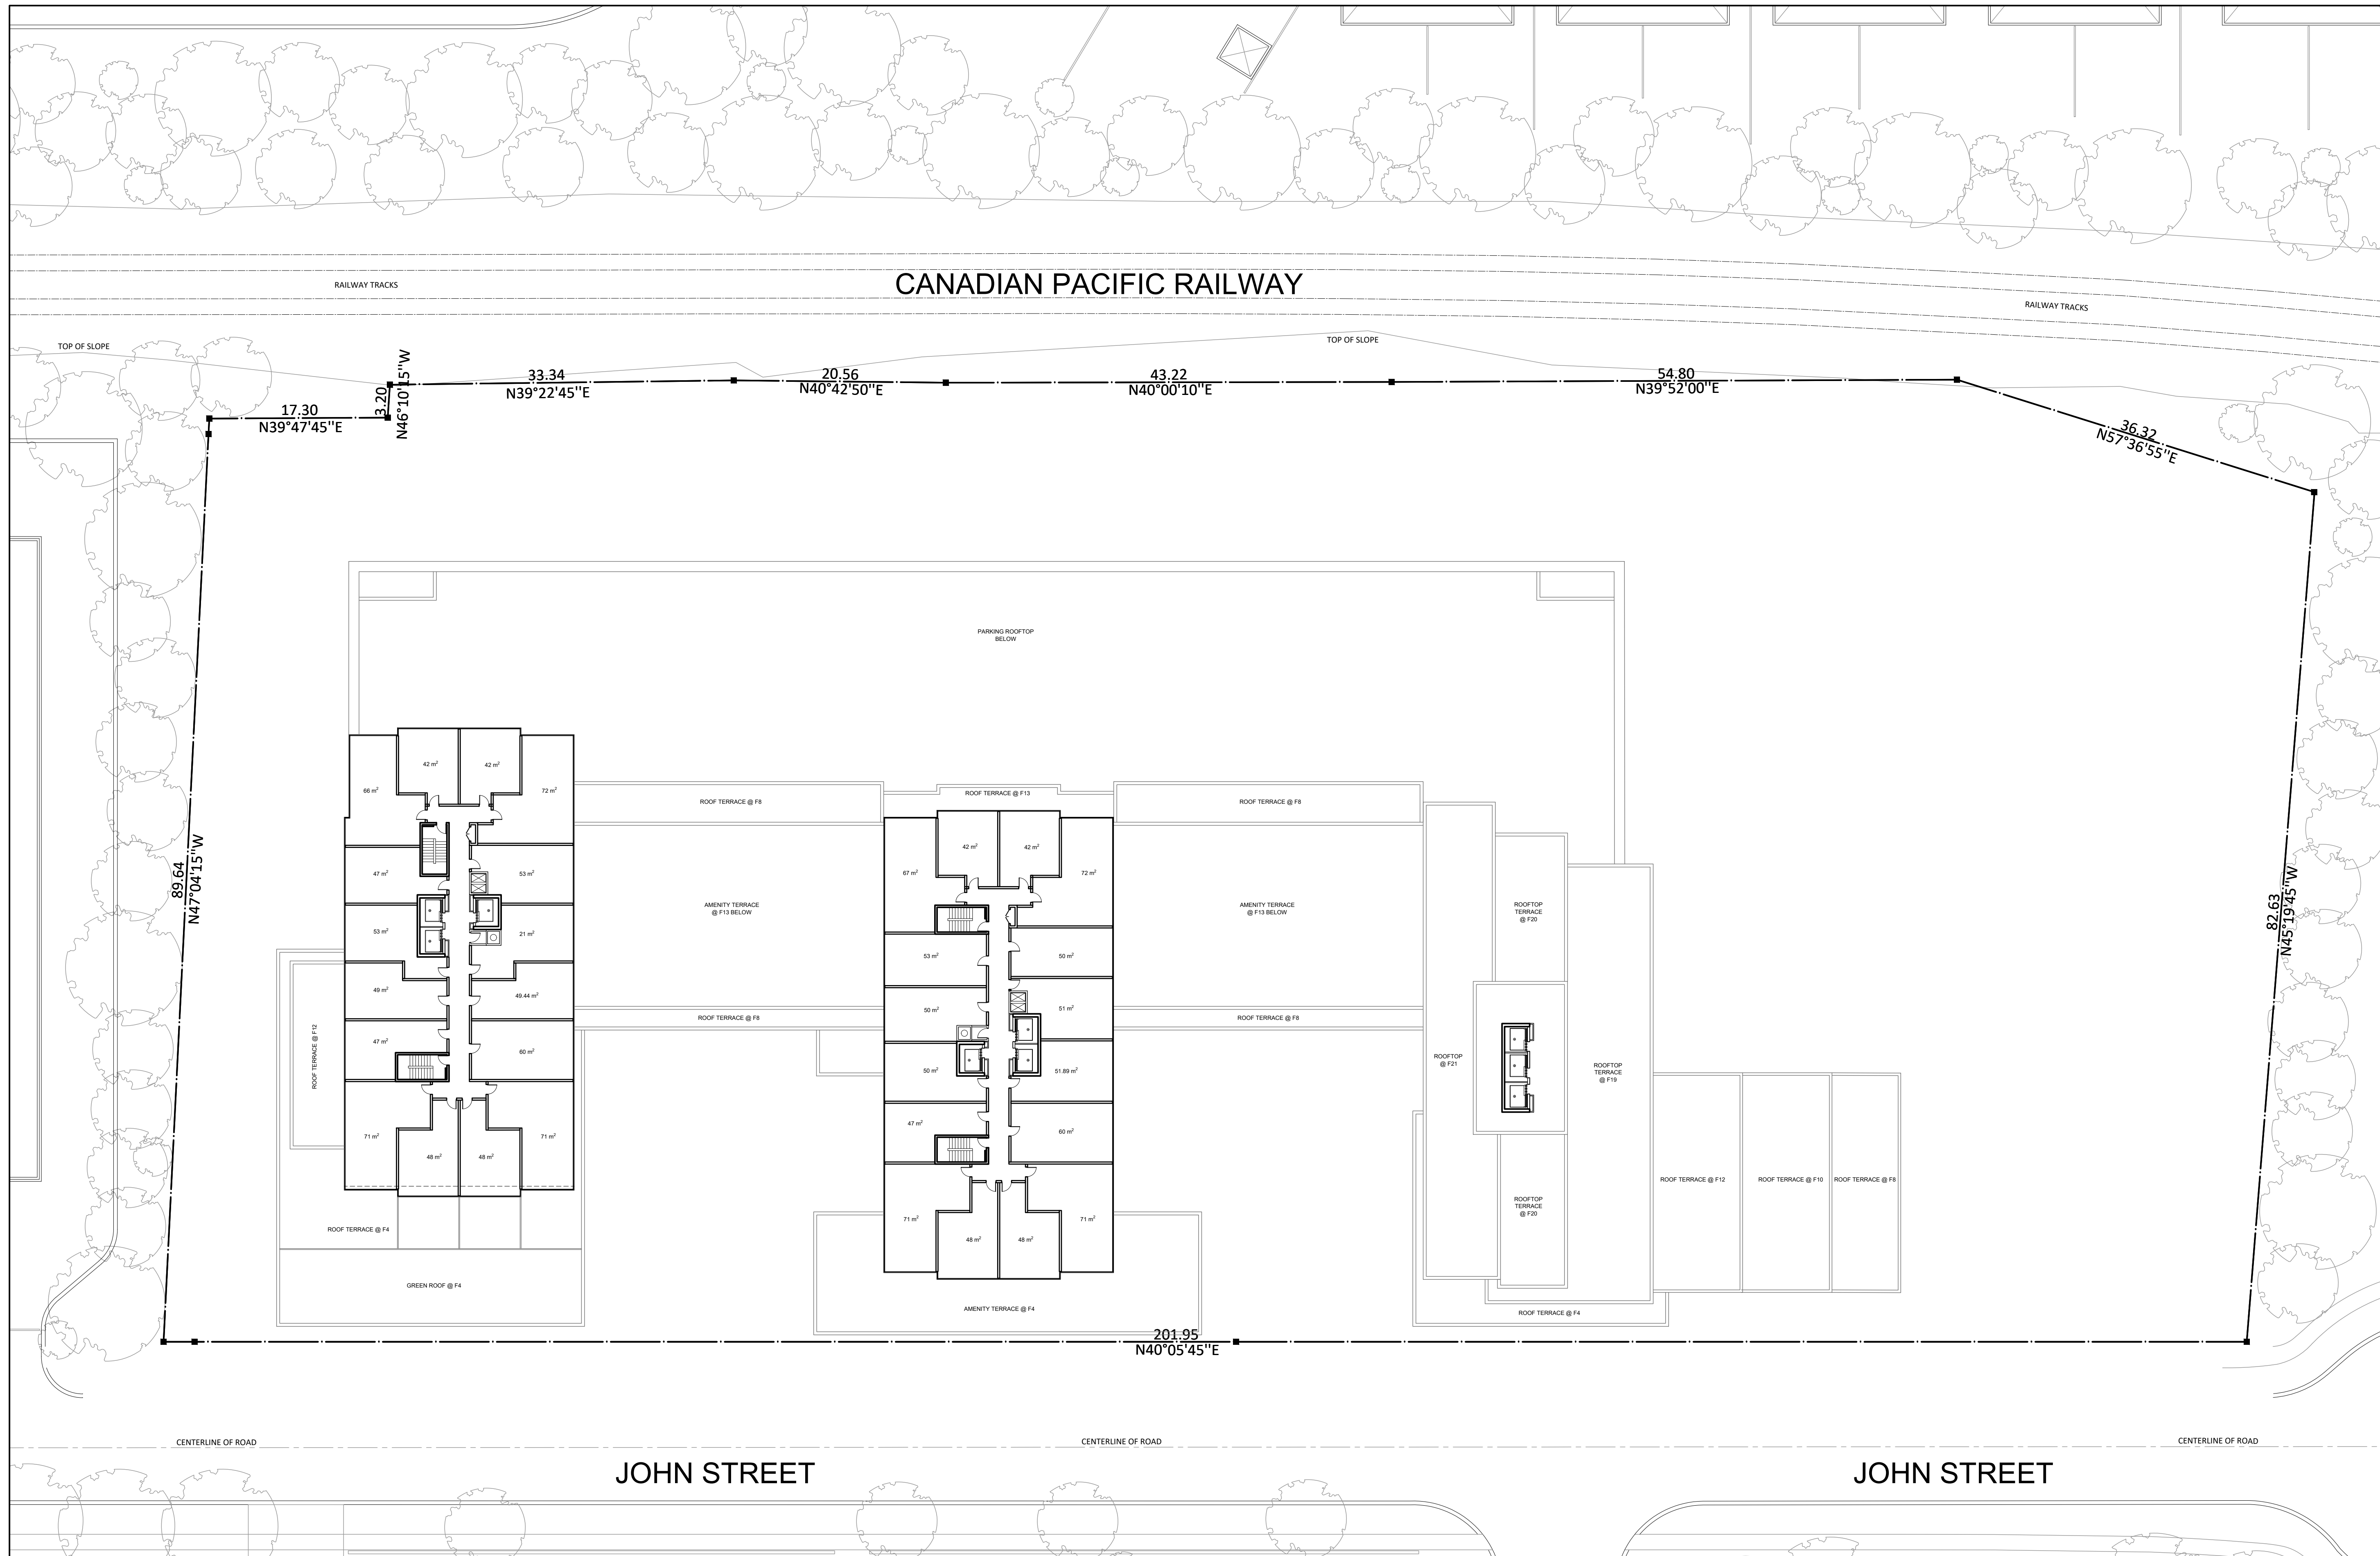 CANADIAN PACIFIC RAILWAY
RAILWAY TRACKS
RAILWAY TRACKS
TOP OF SLOPE
TOP OF SLOPE
17.30
N39°47'45''E
3.20
N46°10'15''W
33.34
N39°22'45''E
20.56
N40°42'50''E
43.22
N40°00'10''E
54.80
N39°52'00''E
36.32
N57°36'55''E
89.64
N47°04'15''W
82.63
N45°19'45''W
PARKING ROOFTOP
BELOW
42 m²
42 m²
66 m²
72 m²
47 m²
53 m²
53 m²
21 m²
49 m²
49.44 m²
47 m²
60 m²
71 m²
71 m²
48 m²
48 m²
ROOF TERRACE @ F12
ROOF TERRACE @ F4
GREEN ROOF @ F4
ROOF TERRACE @ F8
AMENITY TERRACE
@ F13 BELOW
ROOF TERRACE @ F8
ROOF TERRACE @ F13
42 m²
42 m²
67 m²
72 m²
53 m²
50 m²
50 m²
51 m²
50 m²
51.89 m²
47 m²
60 m²
71 m²
71 m²
48 m²
48 m²
AMENITY TERRACE @ F4
ROOF TERRACE @ F8
AMENITY TERRACE
@ F13 BELOW
ROOF TERRACE @ F8
ROOFTOP
TERRACE
@ F20
ROOFTOP
@ F21
ROOFTOP
TERRACE
@ F19
ROOFTOP
TERRACE
@ F20
ROOF TERRACE @ F12
ROOF TERRACE @ F10
ROOF TERRACE @ F8
ROOF TERRACE @ F4
201.95
N40°05'45''E
CENTERLINE OF ROAD
CENTERLINE OF ROAD
CENTERLINE OF ROAD
JOHN STREET
JOHN STREET